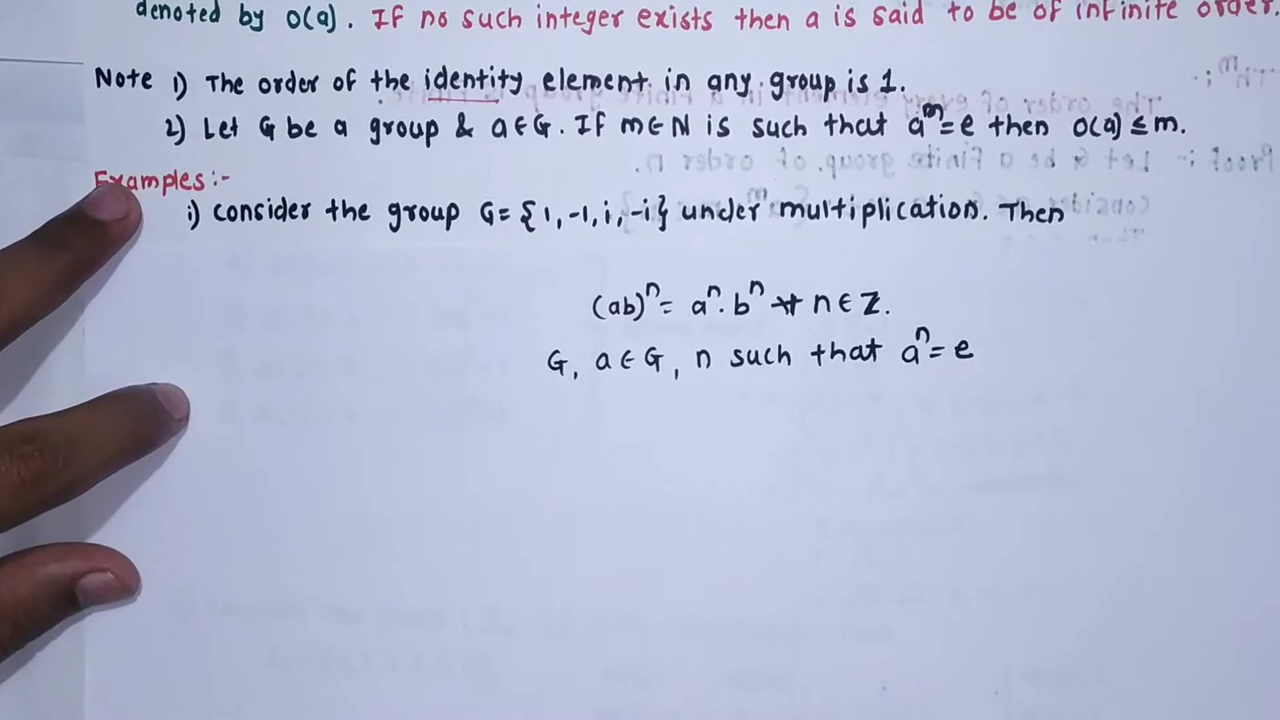 denoted by O(a). If no such integer exists then a is said to be of infinite order.
Note 1) The order of the identity element in any group is 1.
2) Let G be a group & a∈G. If m∈N is such that a^m = e then O(a) ≤ m.
Examples:-
i) consider the group G = {1, -1, i, -i} under multiplication. Then
(ab)^n = a^n . b^n ∀ n ∈ Z.
G, a ∈ G, n such that a^n = e